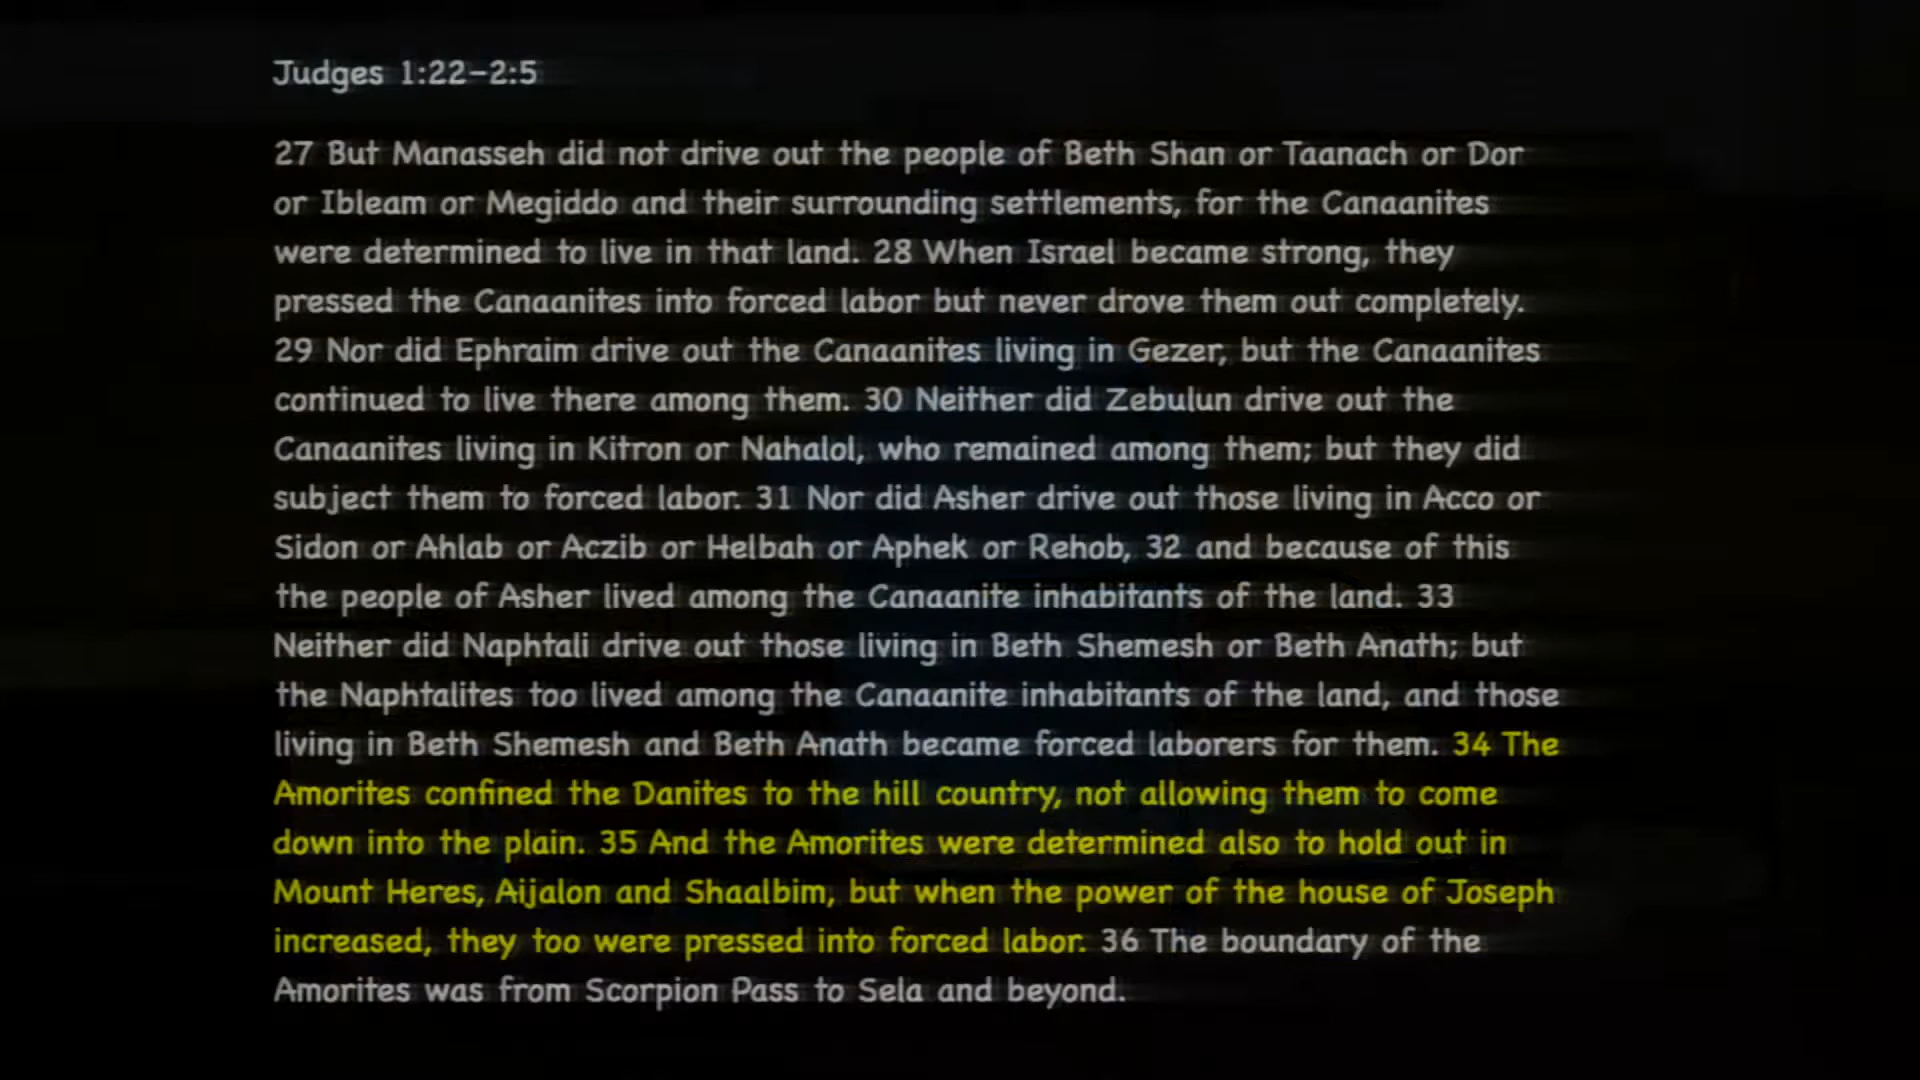 Judges 1:22–2:5
27 But Manasseh did not drive out the people of Beth Shan or Taanach or Dor
or Ibleam or Megiddo and their surrounding settlements, for the Canaanites
were determined to live in that land. 28 When Israel became strong, they
pressed the Canaanites into forced labor but never drove them out completely.
29 Nor did Ephraim drive out the Canaanites living in Gezer, but the Canaanites
continued to live there among them. 30 Neither did Zebulun drive out the
Canaanites living in Kitron or Nahalol, who remained among them; but they did
subject them to forced labor. 31 Nor did Asher drive out those living in Acco or
Sidon or Ahlab or Aczib or Helbah or Aphek or Rehob, 32 and because of this
the people of Asher lived among the Canaanite inhabitants of the land. 33
Neither did Naphtali drive out those living in Beth Shemesh or Beth Anath; but
the Naphtalites too lived among the Canaanite inhabitants of the land, and those
living in Beth Shemesh and Beth Anath became forced laborers for them. 34 The
Amorites confined the Danites to the hill country, not allowing them to come
down into the plain. 35 And the Amorites were determined also to hold out in
Mount Heres, Aijalon and Shaalbim, but when the power of the house of Joseph
increased, they too were pressed into forced labor. 36 The boundary of the
Amorites was from Scorpion Pass to Sela and beyond.